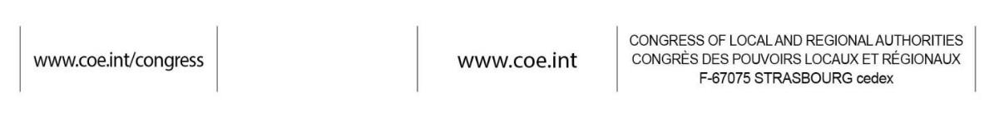 www.coe.int/congress
www.coe.int
CONGRESS OF LOCAL AND REGIONAL AUTHORITIES
CONGRÈS DES POUVOIRS LOCAUX ET RÉGIONAUX
F-67075 STRASBOURG cedex